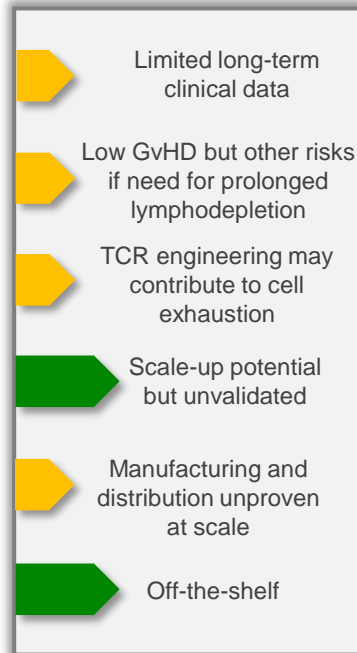 Limited long-term
clinical data
Low GvHD but other risks
if need for prolonged
lymphodepletion
TCR engineering may
contribute to cell
exhaustion
Scale-up potential
but unvalidated
Manufacturing and
distribution unproven
at scale
Off-the-shelf